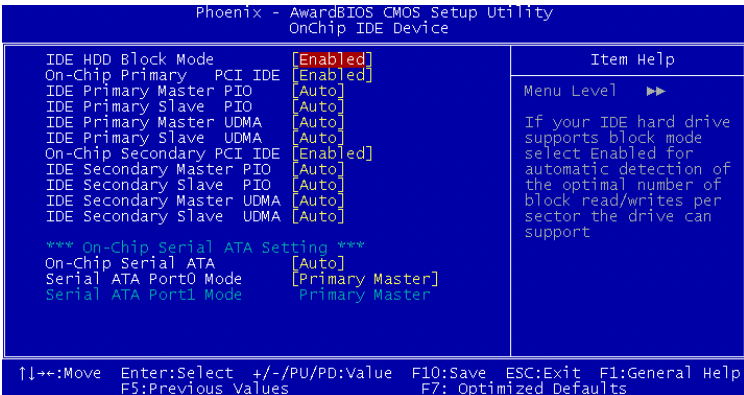 Phoenix - AwardBIOS CMOS Setup Utility
OnChip IDE Device
IDE HDD Block Mode [Enabled]
On-Chip Primary PCI IDE [Enabled]
IDE Primary Master PIO [Auto]
IDE Primary Slave PIO [Auto]
IDE Primary Master UDMA [Auto]
IDE Primary Slave UDMA [Auto]
On-Chip Secondary PCI IDE [Enabled]
IDE Secondary Master PIO [Auto]
IDE Secondary Slave PIO [Auto]
IDE Secondary Master UDMA [Auto]
IDE Secondary Slave UDMA [Auto]
*** On-Chip Serial ATA Setting ***
On-Chip Serial ATA [Auto]
Serial ATA Port0 Mode [Primary Master]
Serial ATA Port1 Mode Primary Master
Item Help
Menu Level ▶▶
If your IDE hard drive
supports block mode
select Enabled for
automatic detection of
the optimal number of
block read/writes per
sector the drive can
support
↑↓→←:Move Enter:Select +/-/PU/PD:Value F10:Save ESC:Exit F1:General Help
F5:Previous Values F7: Optimized Defaults